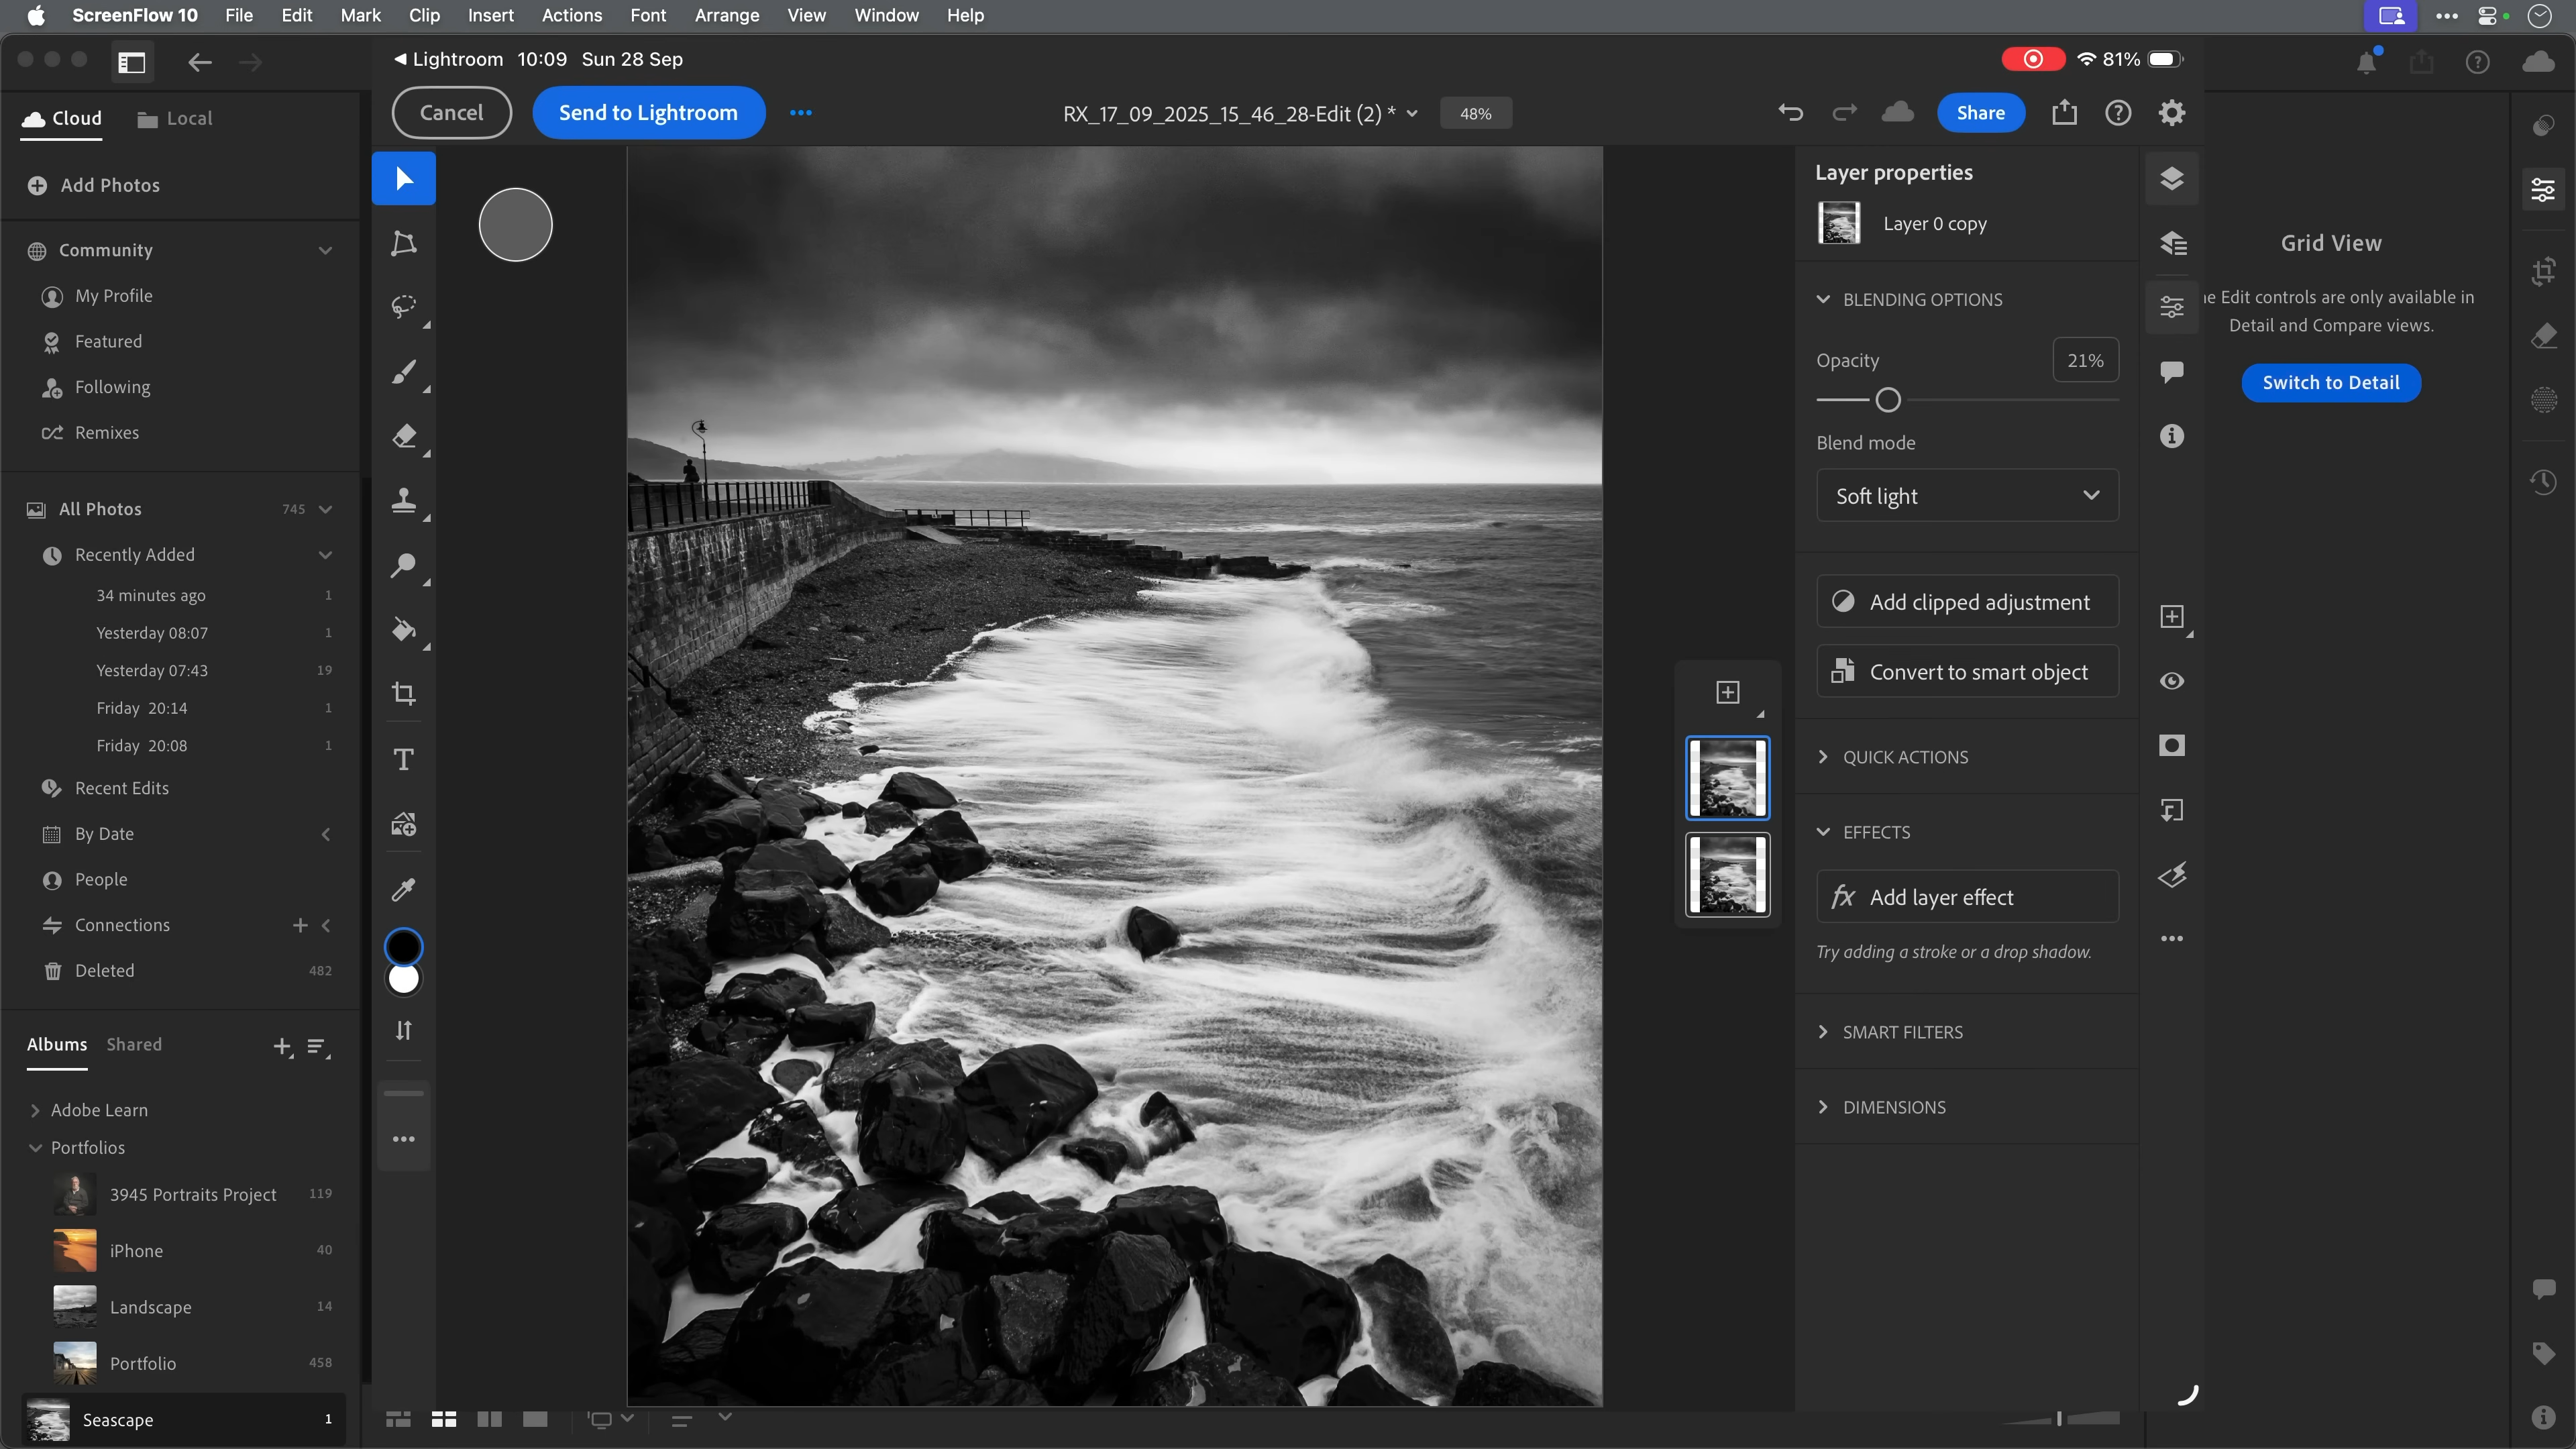 ScreenFlow 10 File Edit Mark Clip Insert Actions Font Arrange View Window Help
Lightroom 10:09 Sun 28 Sep 81%
Cloud Local
Cancel Send to Lightroom RX_17_09_2025_15_46_28-Edit (2) * 48% Share
Add Photos
Community
My Profile
Featured
Following
Remixes
All Photos 745
Recently Added
34 minutes ago 1
Yesterday 08:07 1
Yesterday 07:43 19
Friday 20:14 1
Friday 20:08 1
Recent Edits
By Date
People
Connections
Deleted 482
Albums Shared
Adobe Learn
Portfolios
3945 Portraits Project 119
iPhone 40
Landscape 14
Portfolio 458
Seascape 1
T
Layer properties
Layer 0 copy
BLENDING OPTIONS
Opacity 21%
Blend mode
Soft light
Add clipped adjustment
Convert to smart object
QUICK ACTIONS
EFFECTS
fx Add layer effect
Try adding a stroke or a drop shadow.
SMART FILTERS
DIMENSIONS
Grid View
e Edit controls are only available in
Detail and Compare views.
Switch to Detail